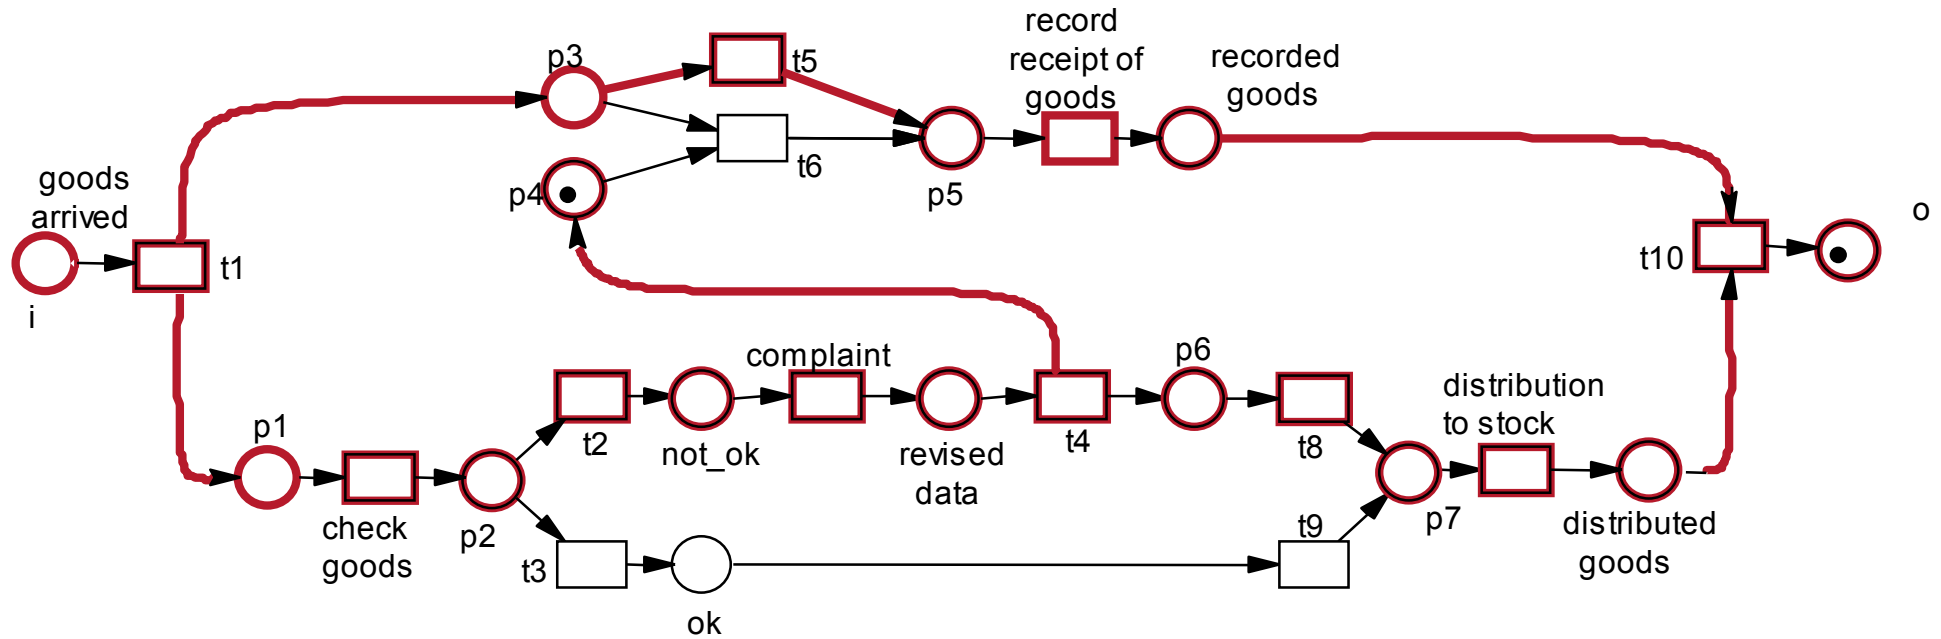 record
receipt of
goods
recorded
goods
p3
t5
t6
p4
p5
goods
arrived
t1
i
o
t10
complaint
p6
p1
t2
not_ok
revised
data
t4
t8
distribution
to stock
check
goods
p2
t3
ok
t9
p7
distributed
goods